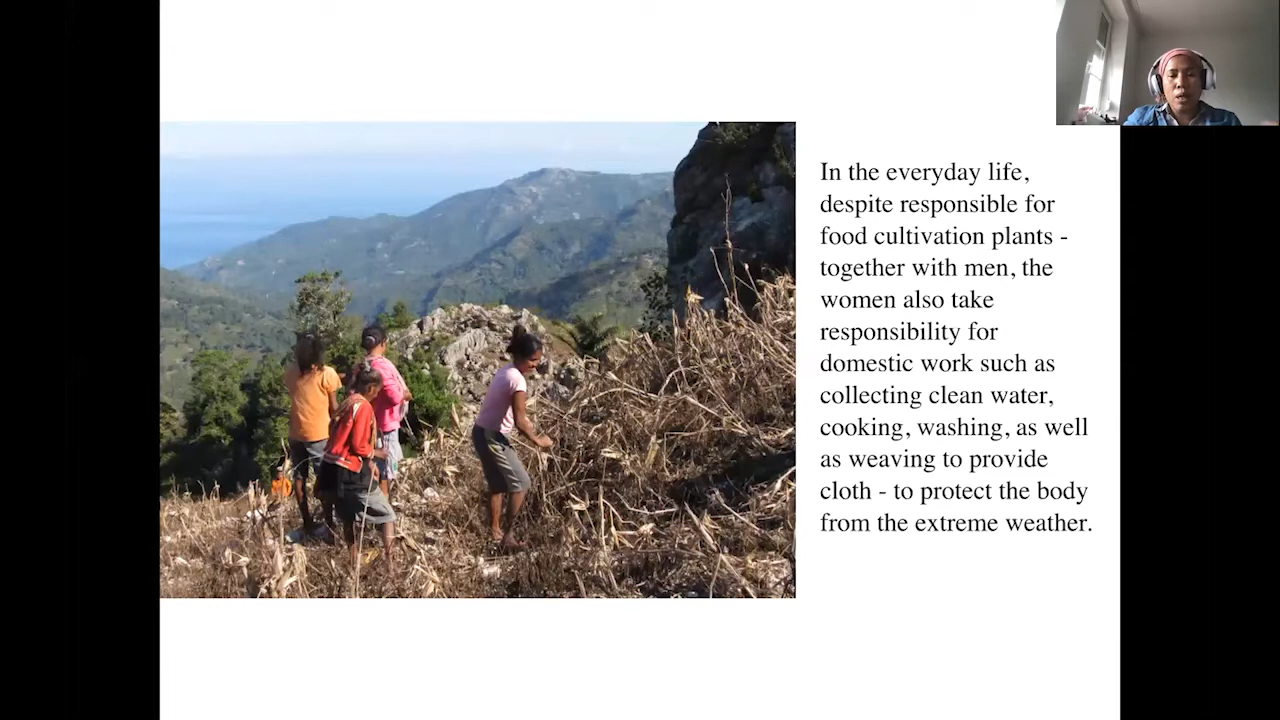 In the everyday life,
despite responsible for
food cultivation plants -
together with men, the
women also take
responsibility for
domestic work such as
collecting clean water,
cooking, washing, as well
as weaving to provide
cloth - to protect the body
from the extreme weather.